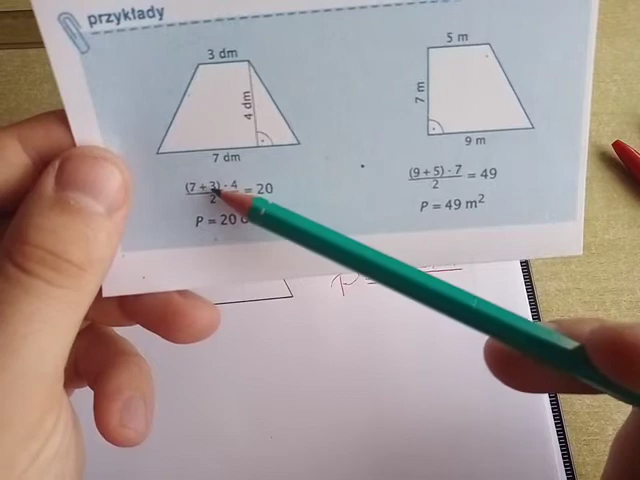 przykłady
3 dm
4 dm
7 dm
(7 + 3) · 4
2
= 20
P = 20
5 m
7 m
9 m
(9 + 5) · 7
2
= 49
P = 49 m²
P